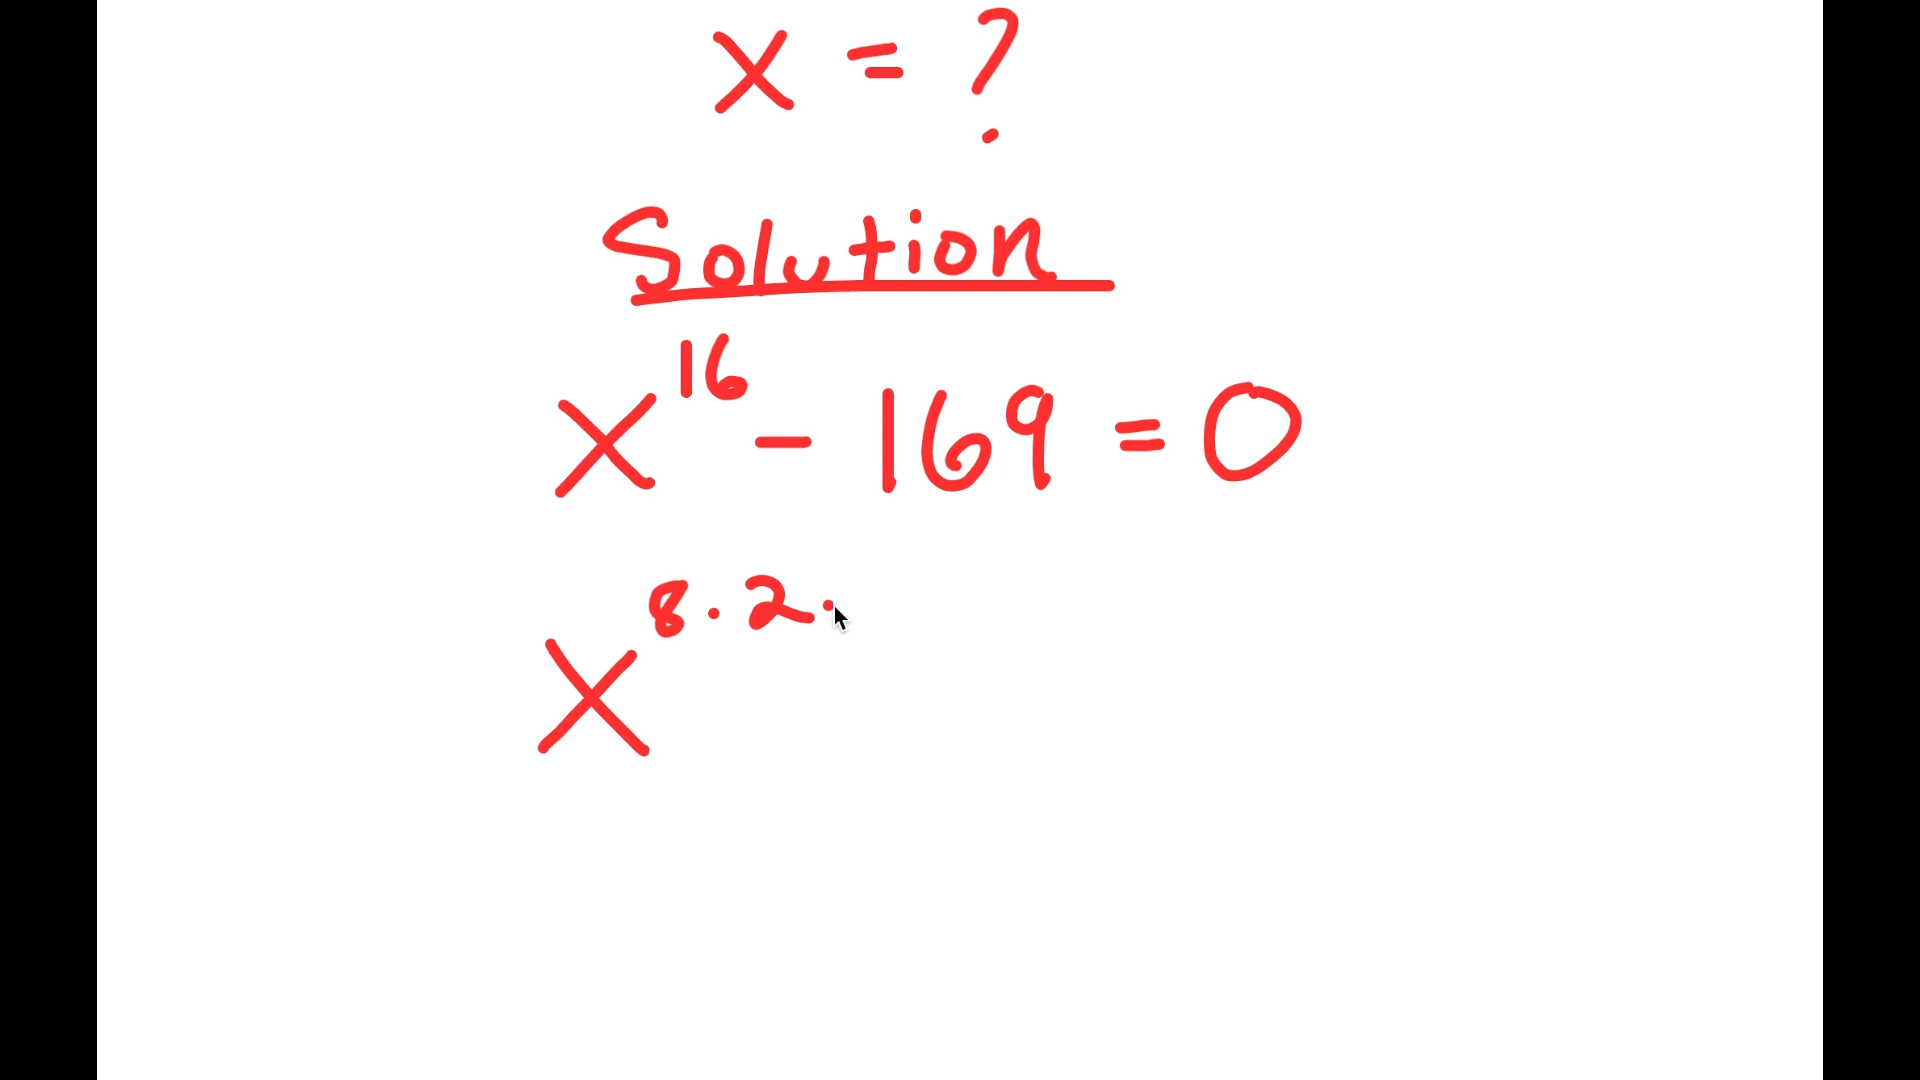 x = ?
Solution
x^16 - 169 = 0
x^8.2.